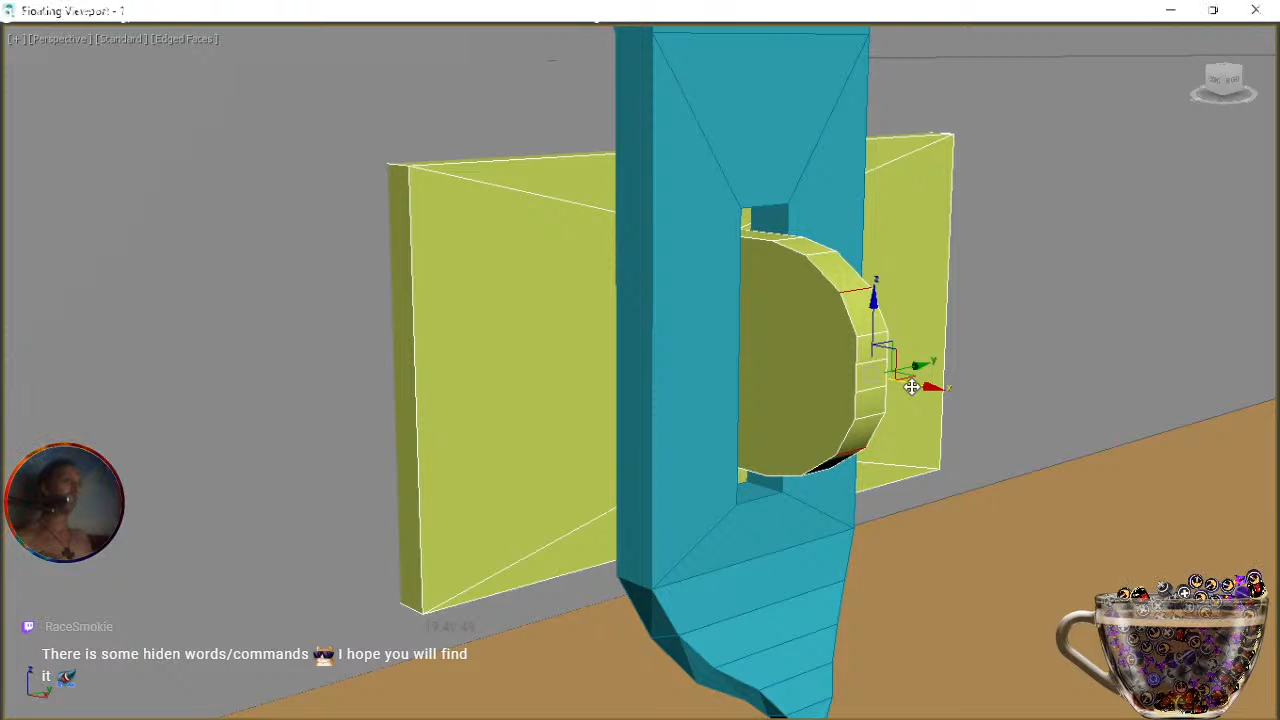 Floating Viewport - 1
[ + ] [Perspective ] [Standard ] [Edged Faces ]
z
y
x
RaceSmokie
There is some hiden words/commands I hope you will find
it
z
y